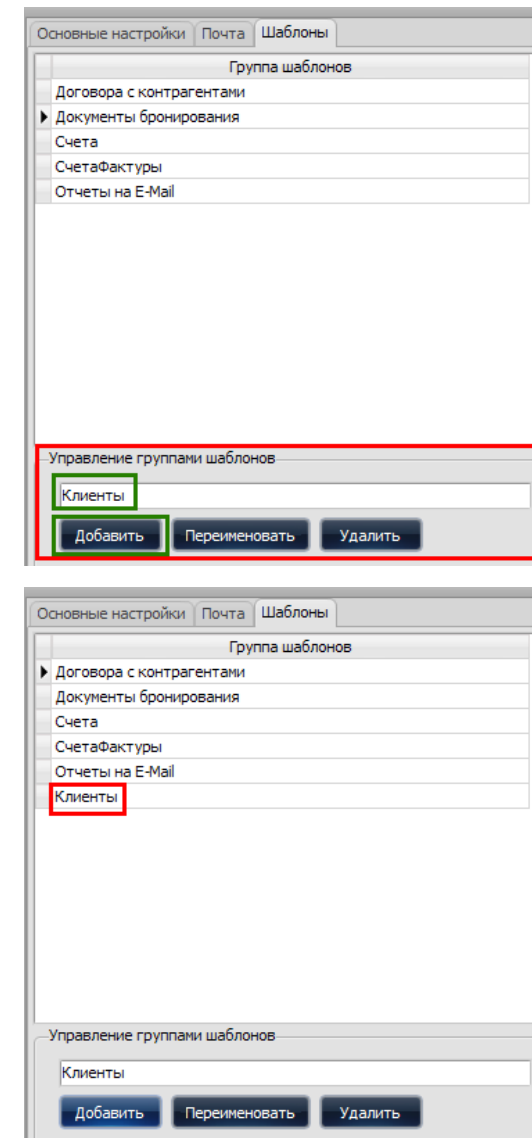 Основные настройки Почта Шаблоны
Группа шаблонов
Договора с контрагентами
Документы бронирования
Счета
СчетаФактуры
Отчеты на E-Mail
Управление группами шаблонов
Клиенты
Добавить Переименовать Удалить
Основные настройки Почта Шаблоны
Группа шаблонов
Договора с контрагентами
Документы бронирования
Счета
СчетаФактуры
Отчеты на E-Mail
Клиенты
Управление группами шаблонов
Клиенты
Добавить Переименовать Удалить